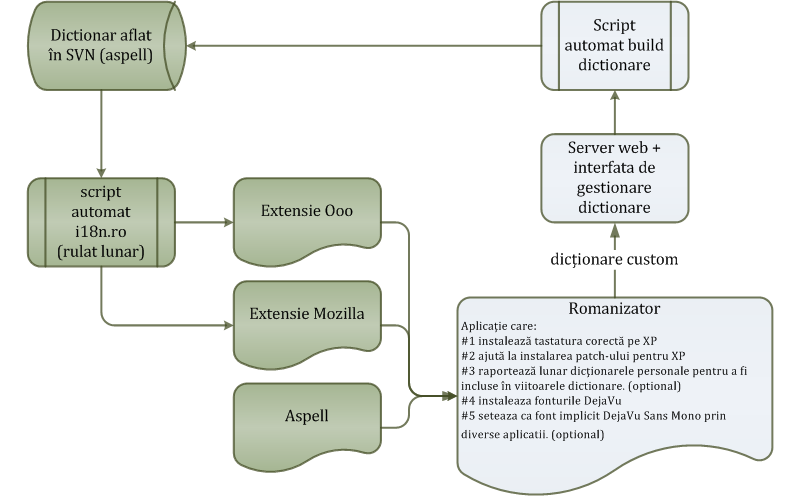 Dictionar aflat
în SVN (aspell)
Script
automat build
dictionare
Server web +
interfata de
gestionare
dictionare
script
automat
i18n.ro
(rulat lunar)
Extensie Ooo
Extensie Mozilla
Aspell
dicționare custom
Romanizator
Aplicație care:
#1 instalează tastatura corectă pe XP
#2 ajută la instalarea patch-ului pentru XP
#3 raportează lunar dicționarele personale pentru a fi
incluse în viitoarele dictionare. (optional)
#4 instaleaza fonturile DejaVu
#5 seteaza ca font implicit DejaVu Sans Mono prin
diverse aplicatii. (optional)